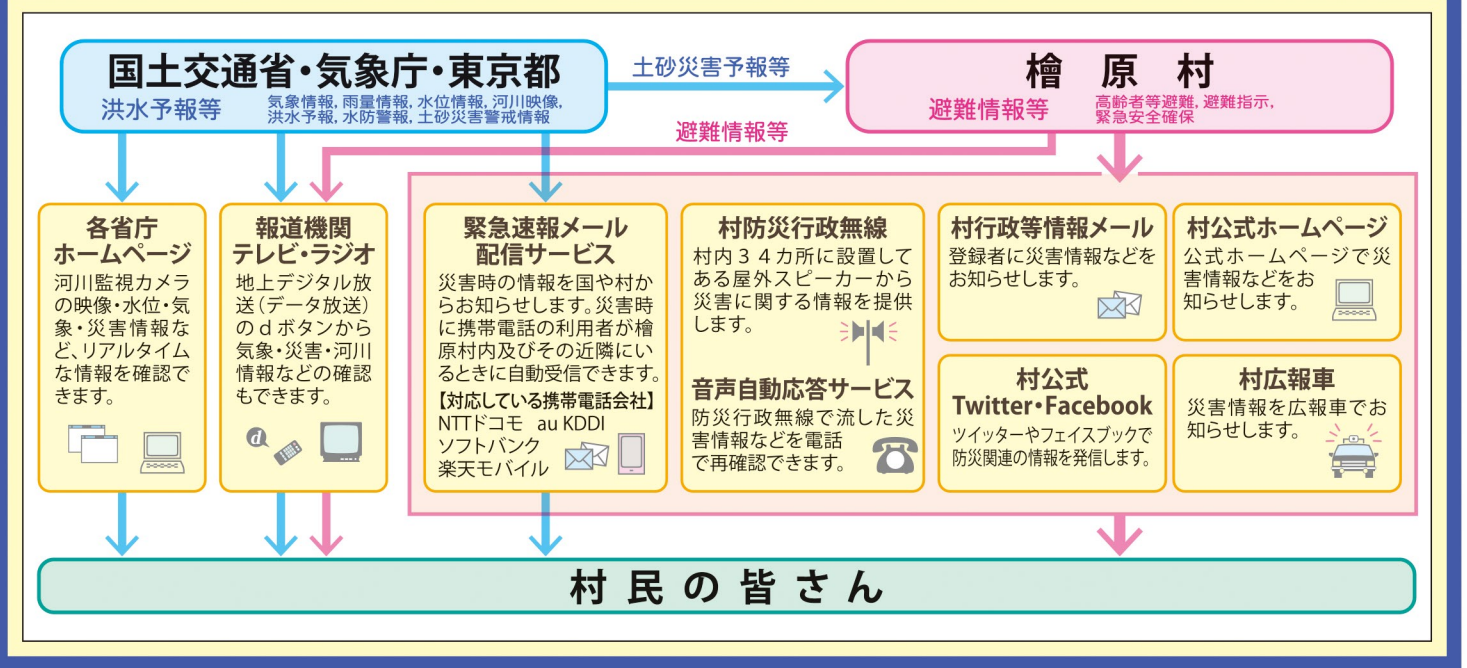 国土交通省・気象庁・東京都
洪水予報等
気象情報, 雨量情報, 水位情報, 河川映像,
洪水予報, 水防警報, 土砂災害警戒情報
土砂災害予報等
檜原村
避難情報等
高齢者等避難, 避難指示,
緊急安全確保
避難情報等
各省庁
ホームページ
河川監視カメラ
の映像・水位・気
象・災害情報な
ど、リアルタイム
な情報を確認で
きます。
報道機関
テレビ・ラジオ
地上デジタル放
送（データ放送）
のｄボタンから
気象・災害・河川
情報などの確認
もできます。
d
緊急速報メール
配信サービス
災害時の情報を国や村か
らお知らせします。災害時
に携帯電話の利用者が檜
原村内及びその近隣にい
るときに自動受信できます。
【対応している携帯電話会社】
NTTドコモ au KDDI
ソフトバンク
楽天モバイル
村防災行政無線
村内３４カ所に設置して
ある屋外スピーカーから
災害に関する情報を提供
します。
音声自動応答サービス
防災行政無線で流した災
害情報などを電話
で再確認できます。
村行政等情報メール
登録者に災害情報などを
お知らせします。
村公式ホームページ
公式ホームページで災
害情報などをお
知らせします。
村公式
Twitter・Facebook
ツイッターやフェイスブックで
防災関連の情報を発信します。
村広報車
災害情報を広報車でお
知らせします。
村民の皆さん